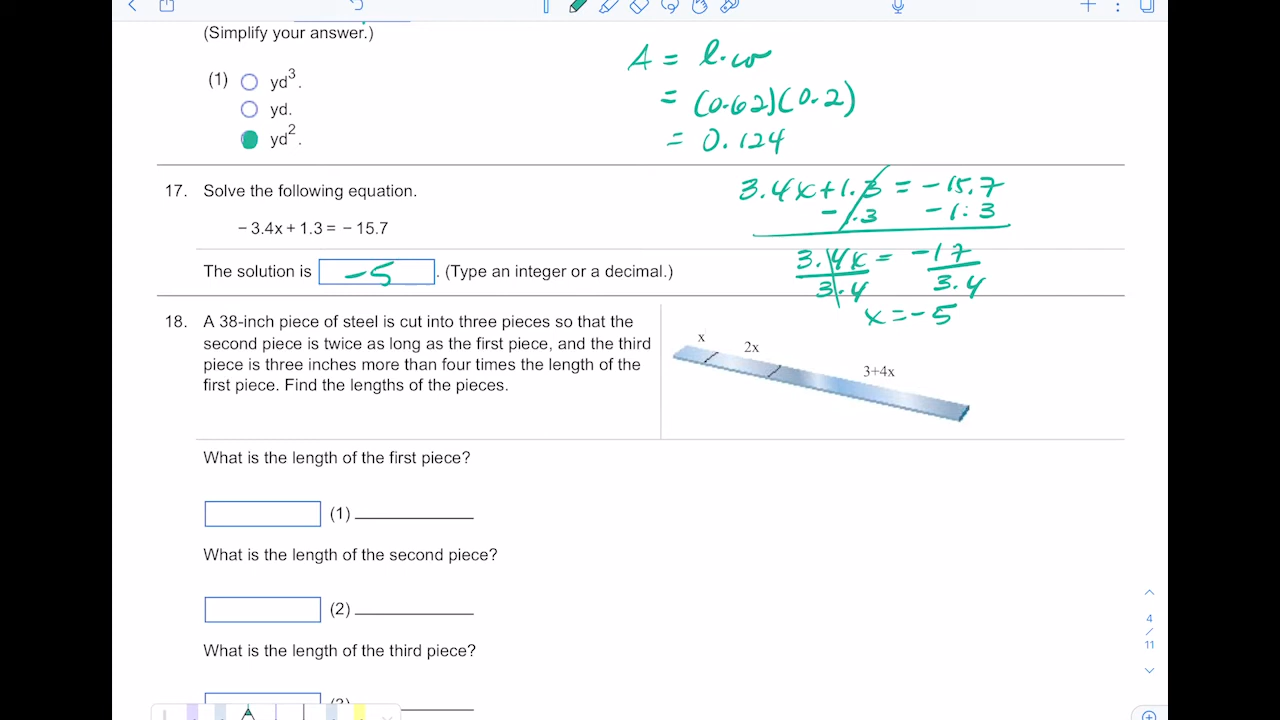 (Simplify your answer.)
(1) yd3.
yd.
yd2.
A = l·w
= (0.62)(0.2)
= 0.124
17. Solve the following equation.
− 3.4x + 1.3 = − 15.7
The solution is -5. (Type an integer or a decimal.)
3.4x+1.3 = -15.7
-1.3 -1.3
3.4x = -17
3.4 3.4
x = -5
18. A 38-inch piece of steel is cut into three pieces so that the
second piece is twice as long as the first piece, and the third
piece is three inches more than four times the length of the
first piece. Find the lengths of the pieces.
x
2x
3+4x
What is the length of the first piece?
(1)
What is the length of the second piece?
(2)
What is the length of the third piece?
4
/
11